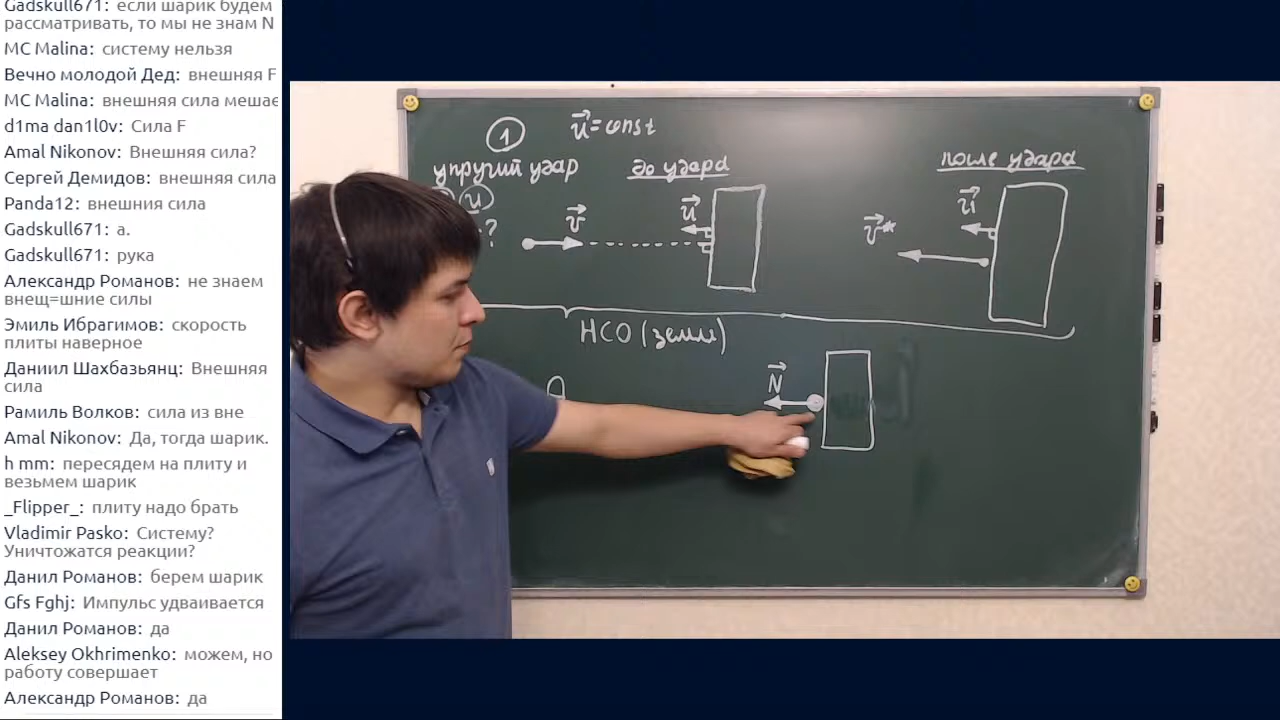 Gadskull671: если шарик будем
рассматривать, то мы не знам N
MC Malina: систему нельзя
Вечно молодой Дед: внешняя F
MC Malina: внешняя сила мешае
d1ma dan1l0v: Сила F
Amal Nikonov: Внешняя сила?
Сергей Демидов: внешняя сила
Panda12: внешния сила
Gadskull671: а.
Gadskull671: рука
Александр Романов: не знаем
внещ=шние силы
Эмиль Ибрагимов: скорость
плиты наверное
Даниил Шахбазьянц: Внешняя
сила
Рамиль Волков: сила из вне
Amal Nikonov: Да, тогда шарик.
h mm: пересядем на плиту и
везьмем шарик
_Flipper_: плиту надо брать
Vladimir Pasko: Систему?
Уничтожатся реакции?
Данил Романов: берем шарик
Gfs Fghj: Импульс удваивается
Данил Романов: да
Aleksey Okhrimenko: можем, но
работу совершает
Александр Романов: да
1 u⃗=const
упругий удар до удара после удара
u
? v⃗ u⃗ v⃗* u⃗
НСО (земли)
N⃗